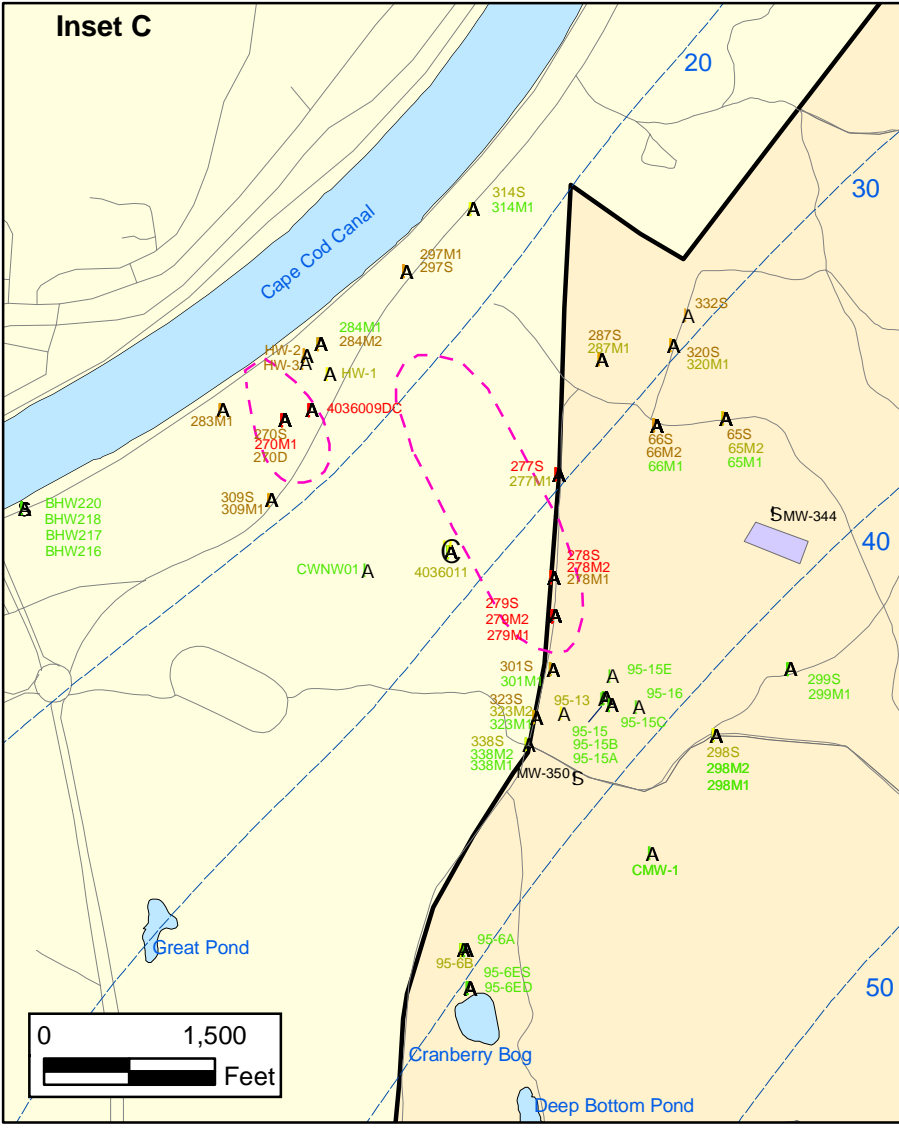 Inset C
20
30
314S
314M1
Cape Cod Canal
297M1
297S
332S
284M1
284M2
HW-2
HW-3
HW-1
287S
287M1
320S
320M1
283M1
4036009DC
270S
270M1
270D
66S
66M2
66M1
65S
65M2
65M1
277S
277M1
309S
309M1
BHW220
BHW218
BHW217
BHW216
S
S
MW-344
40
C
4036011
CWNW01
278S
278M2
278M1
279S
279M2
279M1
301S
301M1
95-15E
299S
299M1
323S
323M2
323M1
95-13
95-16
95-15C
95-15
95-15B
95-15A
338S
338M2
338M1
298S
298M2
298M1
MW-350
S
CMW-1
Great Pond
95-6A
95-6B
95-6ES
95-6ED
50
Cranberry Bog
0 1,500
Feet
Deep Bottom Pond